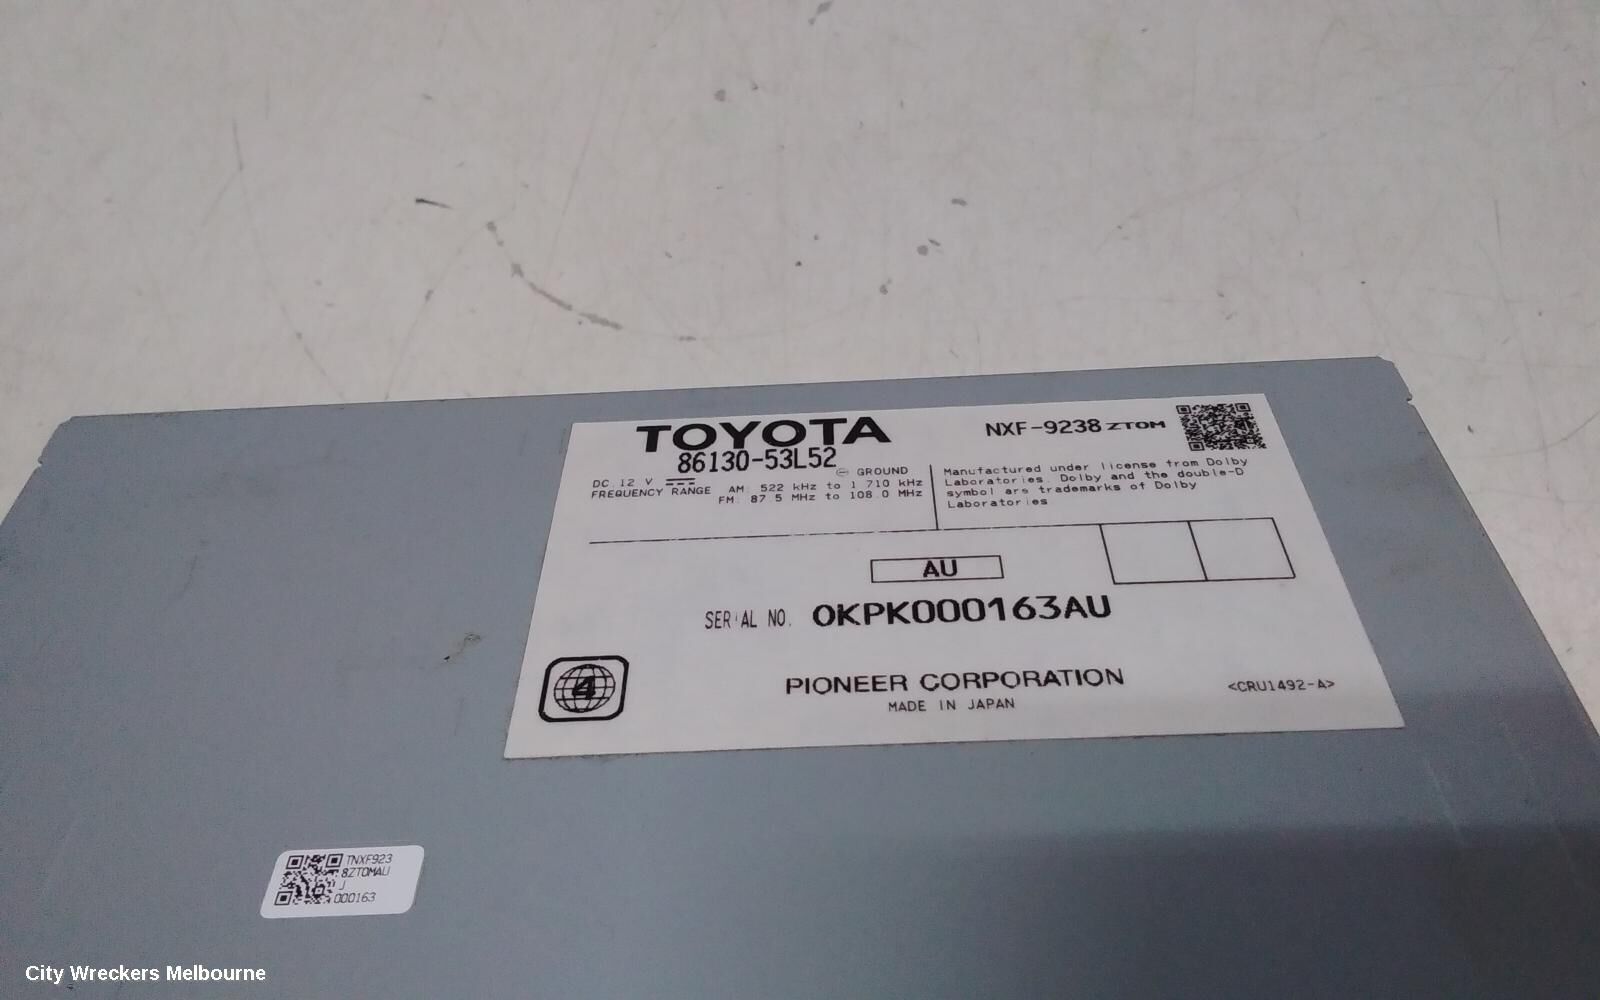 TOYOTA
86130-53L52
NXF-9238 ZTOM
DC 12 V ⎓ ⊖ GROUND
FREQUENCY RANGE AM: 522 kHz to 1 710 kHz
FM: 87.5 MHz to 108.0 MHz
Manufactured under license from Dolby
Laboratories. Dolby and the double-D
symbol are trademarks of Dolby
Laboratories
AU
SERIAL NO. 0KPK000163AU
4
PIONEER CORPORATION
MADE IN JAPAN
<CRU1492-A>
TNXF923
8ZTOMAU
J
000163
City Wreckers Melbourne